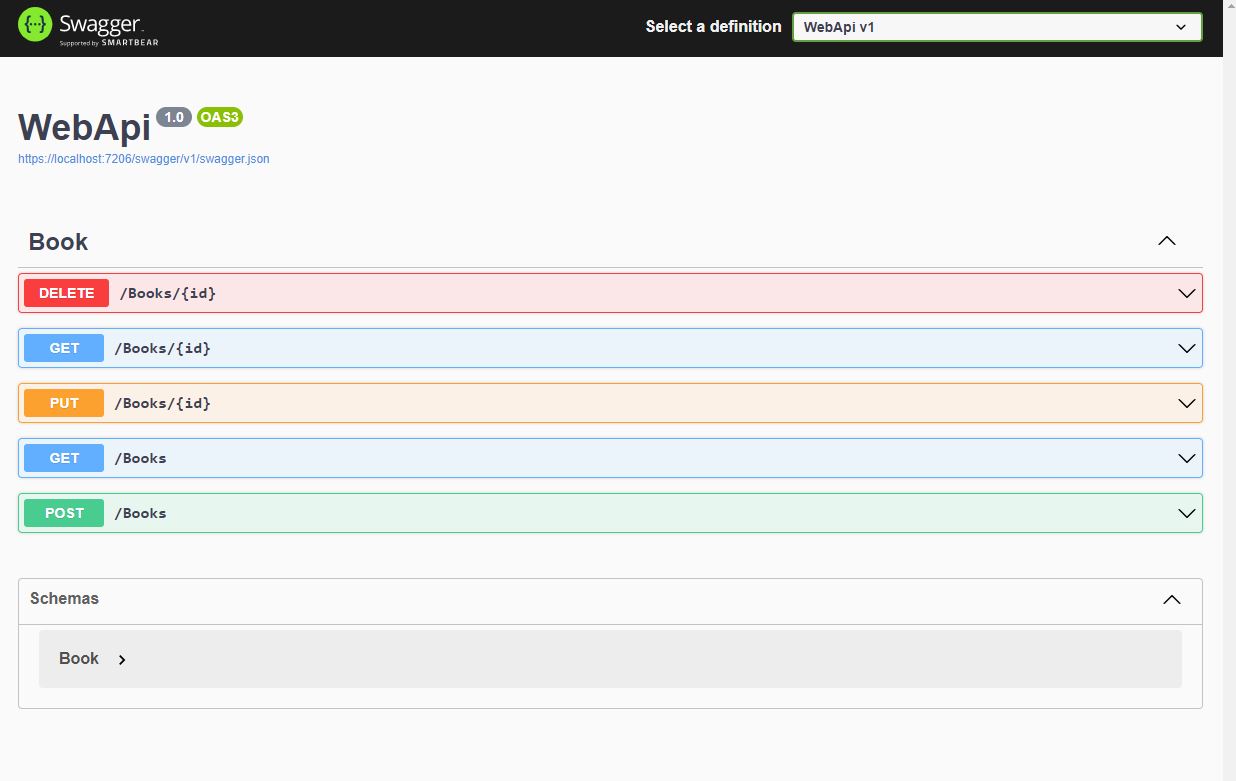 Swagger
Supported by SMARTBEAR
Select a definition
WebApi v1
WebApi 1.0 OAS3
https://localhost:7206/swagger/v1/swagger.json
Book
DELETE /Books/{id}
GET /Books/{id}
PUT /Books/{id}
GET /Books
POST /Books
Schemas
Book